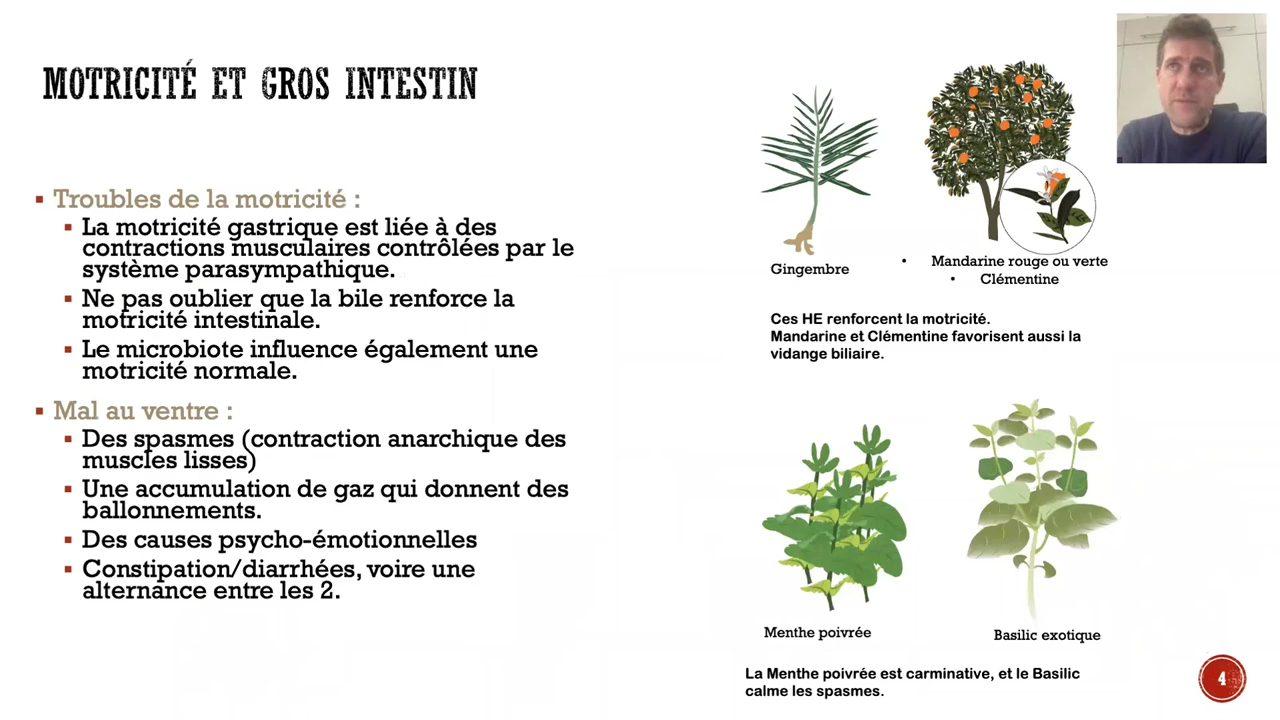 MOTRICITÉ ET GROS INTESTIN
▪ Troubles de la motricité :
▪ La motricité gastrique est liée à des
contractions musculaires contrôlées par le
système parasympathique.
▪ Ne pas oublier que la bile renforce la
motricité intestinale.
▪ Le microbiote influence également une
motricité normale.
▪ Mal au ventre :
▪ Des spasmes (contraction anarchique des
muscles lisses)
▪ Une accumulation de gaz qui donnent des
ballonnements.
▪ Des causes psycho-émotionnelles
▪ Constipation/diarrhées, voire une
alternance entre les 2.
Gingembre
• Mandarine rouge ou verte
• Clémentine
Ces HE renforcent la motricité.
Mandarine et Clémentine favorisent aussi la
vidange biliaire.
Menthe poivrée
Basilic exotique
La Menthe poivrée est carminative, et le Basilic
calme les spasmes.
4